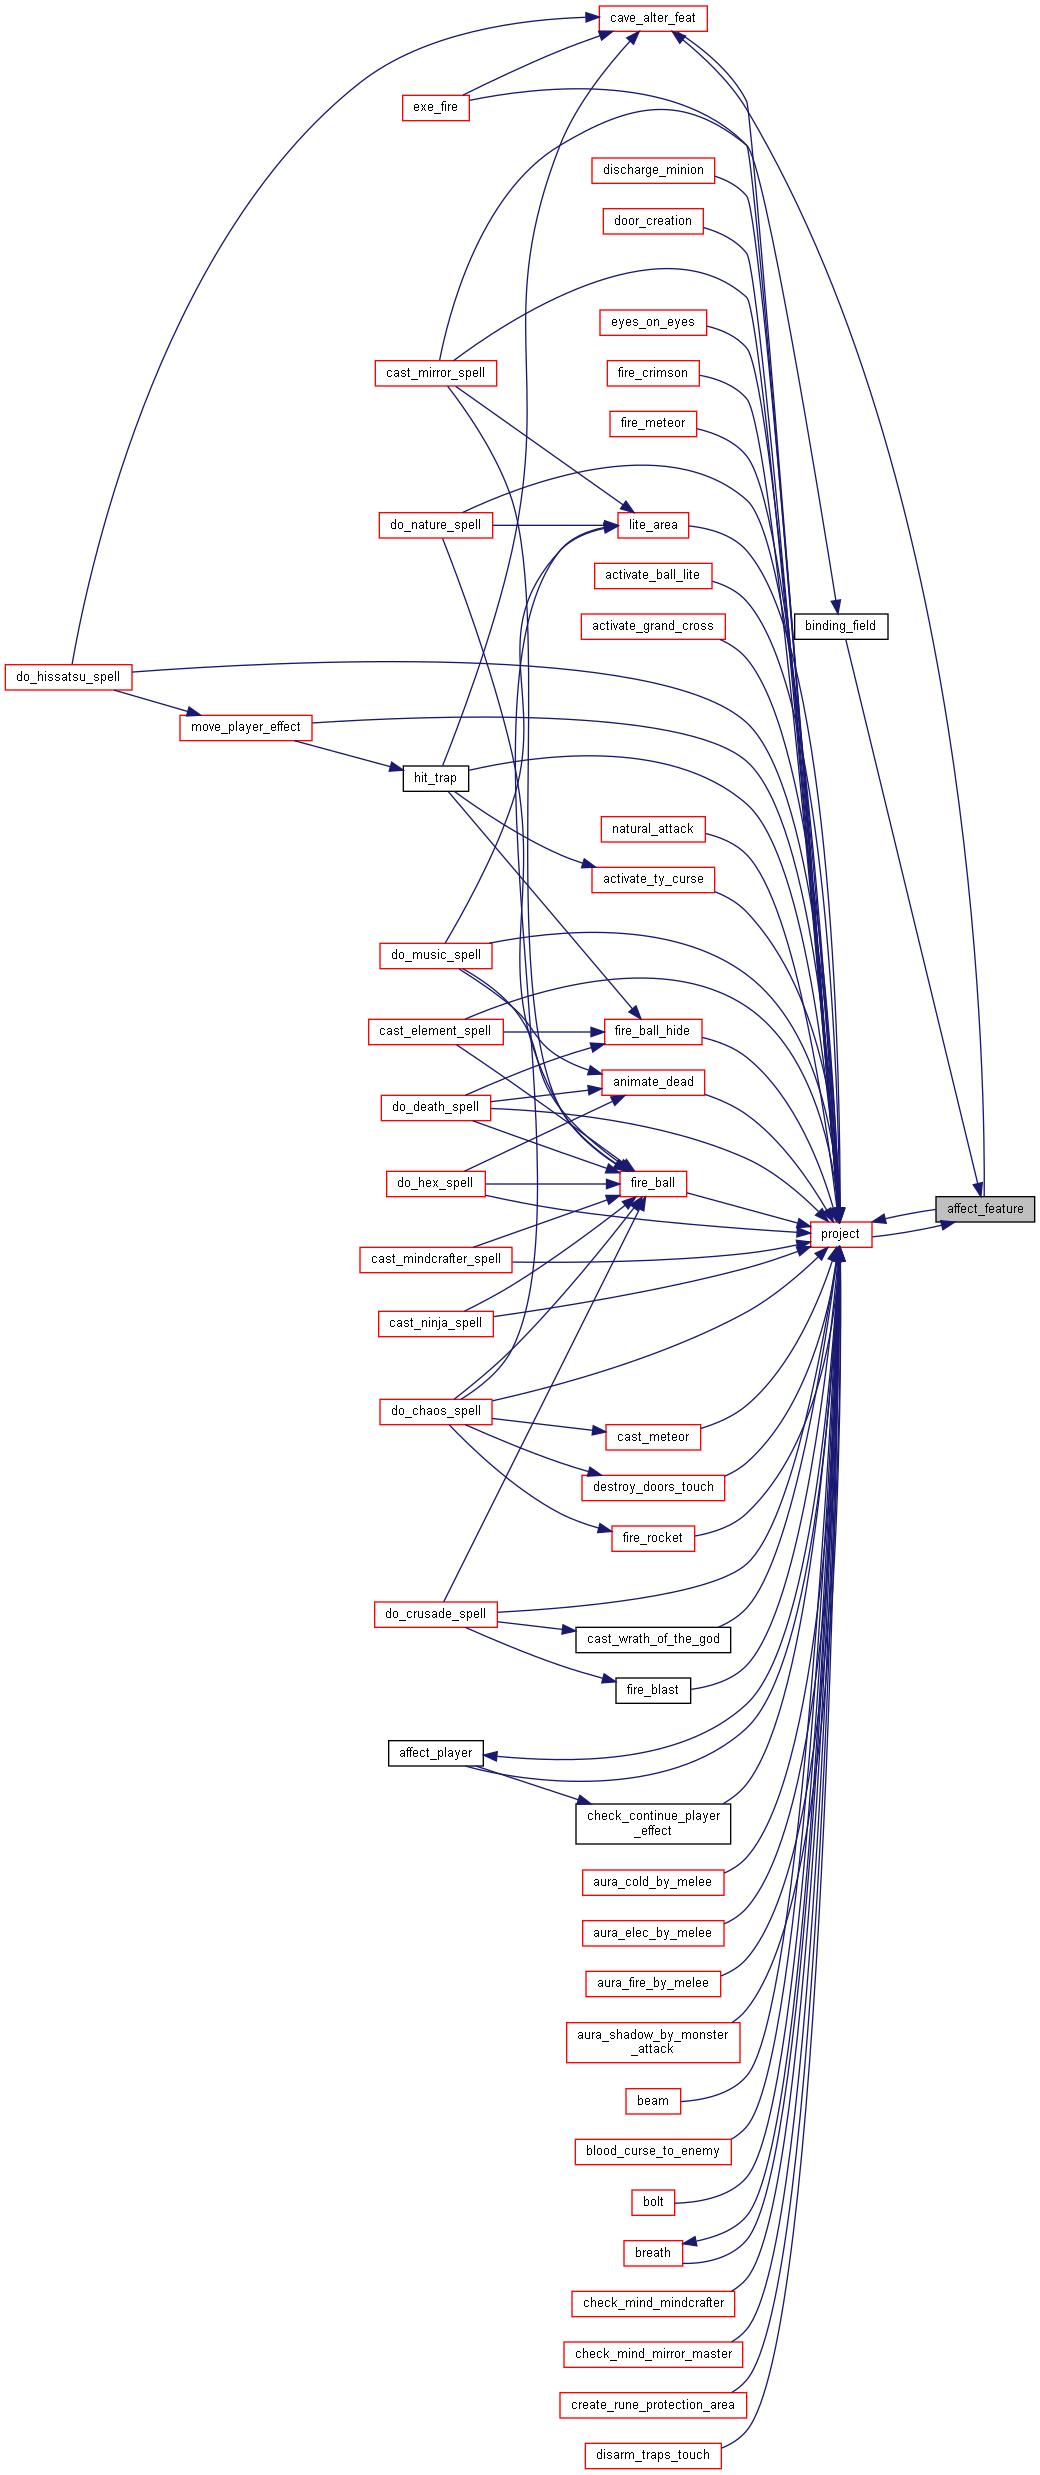 cave_alter_feat
exe_fire
discharge_minion
door_creation
eyes_on_eyes
cast_mirror_spell
fire_crimson
fire_meteor
do_nature_spell
lite_area
activate_ball_lite
activate_grand_cross
binding_field
do_hissatsu_spell
move_player_effect
hit_trap
natural_attack
activate_ty_curse
do_music_spell
cast_element_spell
fire_ball_hide
animate_dead
do_death_spell
do_hex_spell
fire_ball
affect_feature
project
cast_mindcrafter_spell
cast_ninja_spell
do_chaos_spell
cast_meteor
destroy_doors_touch
fire_rocket
do_crusade_spell
cast_wrath_of_the_god
fire_blast
affect_player
check_continue_player
_effect
aura_cold_by_melee
aura_elec_by_melee
aura_fire_by_melee
aura_shadow_by_monster
_attack
beam
blood_curse_to_enemy
bolt
breath
check_mind_mindcrafter
check_mind_mirror_master
create_rune_protection_area
disarm_traps_touch